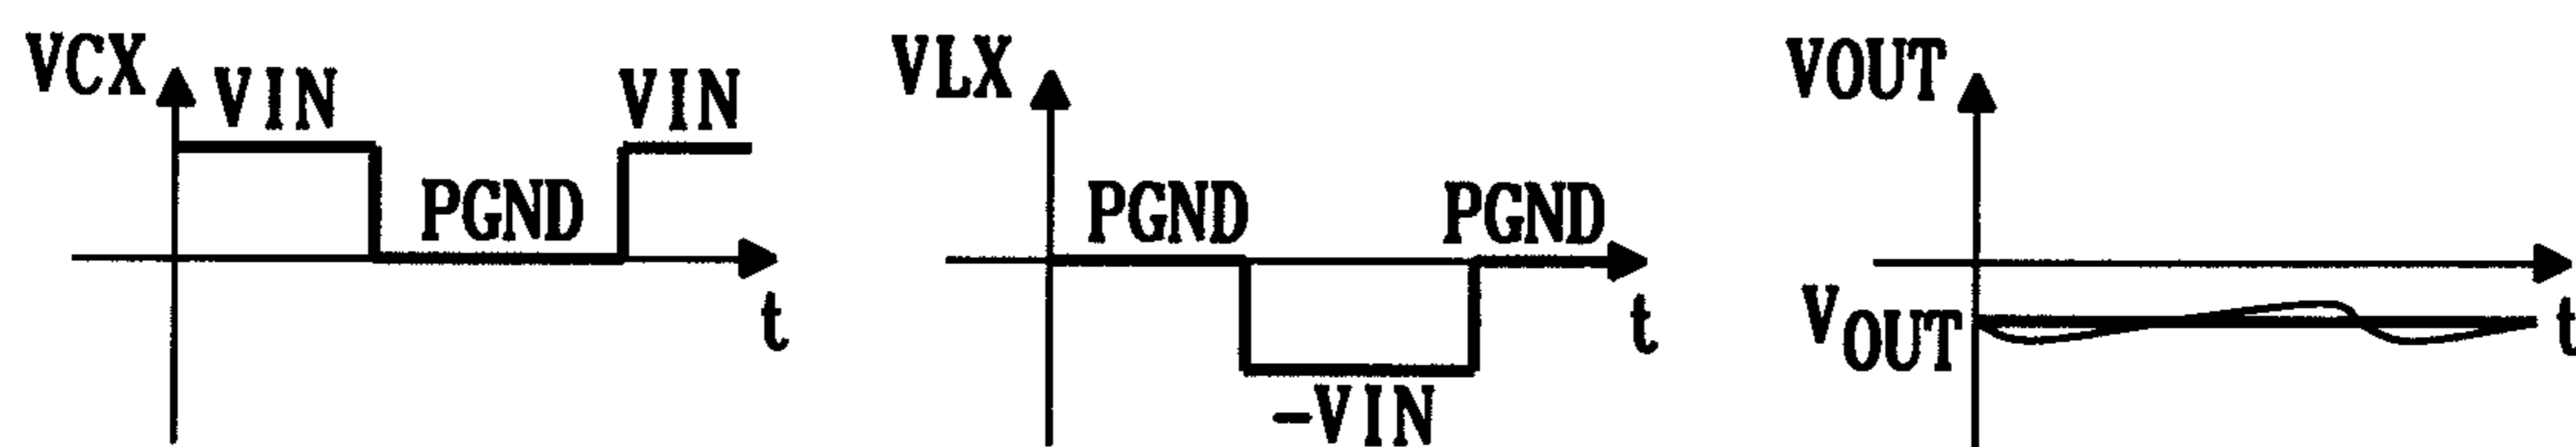 VCX
VIN
VIN
PGND
t
VLX
PGND
PGND
-VIN
t
VOUT
VOUT
t